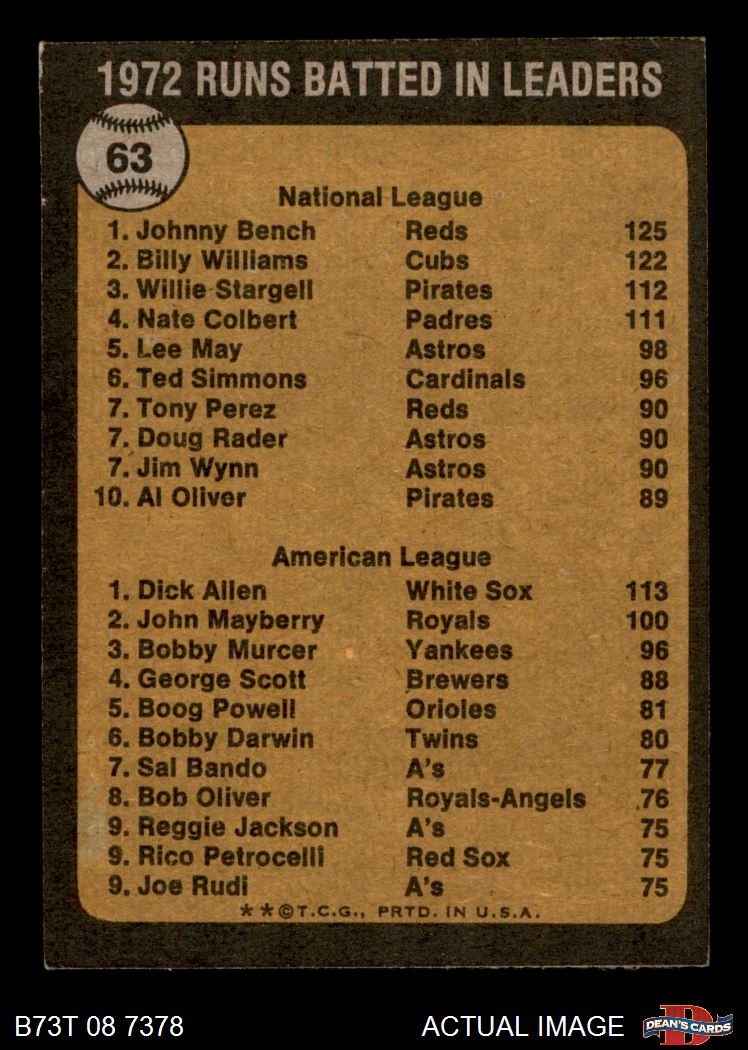 1972 RUNS BATTED IN LEADERS
63
National League
1. Johnny Bench Reds 125
2. Billy Williams Cubs 122
3. Willie Stargell Pirates 112
4. Nate Colbert Padres 111
5. Lee May Astros 98
6. Ted Simmons Cardinals 96
7. Tony Perez Reds 90
7. Doug Rader Astros 90
7. Jim Wynn Astros 90
10. Al Oliver Pirates 89
American League
1. Dick Allen White Sox 113
2. John Mayberry Royals 100
3. Bobby Murcer Yankees 96
4. George Scott Brewers 88
5. Boog Powell Orioles 81
6. Bobby Darwin Twins 80
7. Sal Bando A's 77
8. Bob Oliver Royals-Angels 76
9. Reggie Jackson A's 75
9. Rico Petrocelli Red Sox 75
9. Joe Rudi A's 75
* * ©T.C.G., PRTD. IN U.S.A.
B73T 08 7378 ACTUAL IMAGE
D
DEAN'S CARDS